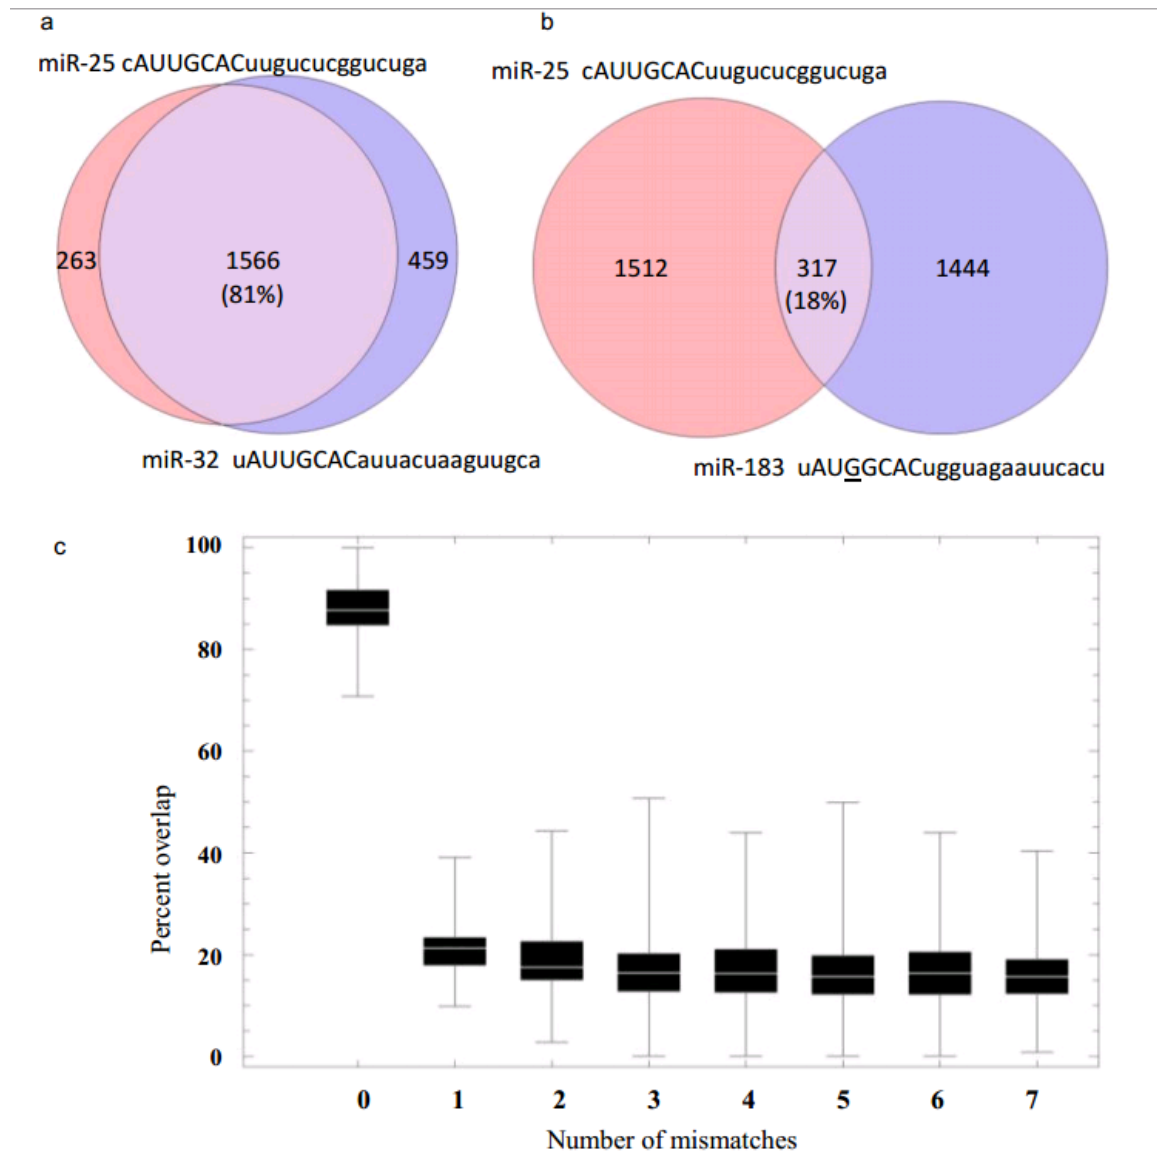 a
miR-25 cAUUGCACuugucucggucuga
263
1566
(81%)
459
miR-32 uAUUGCACauuacuaaguugca
b
miR-25 cAUUGCACuugucucggucuga
1512
317
(18%)
1444
miR-183 uAUGGCACugguagaauucacu
c
Percent overlap
100
80
60
40
20
0
0 1 2 3 4 5 6 7
Number of mismatches